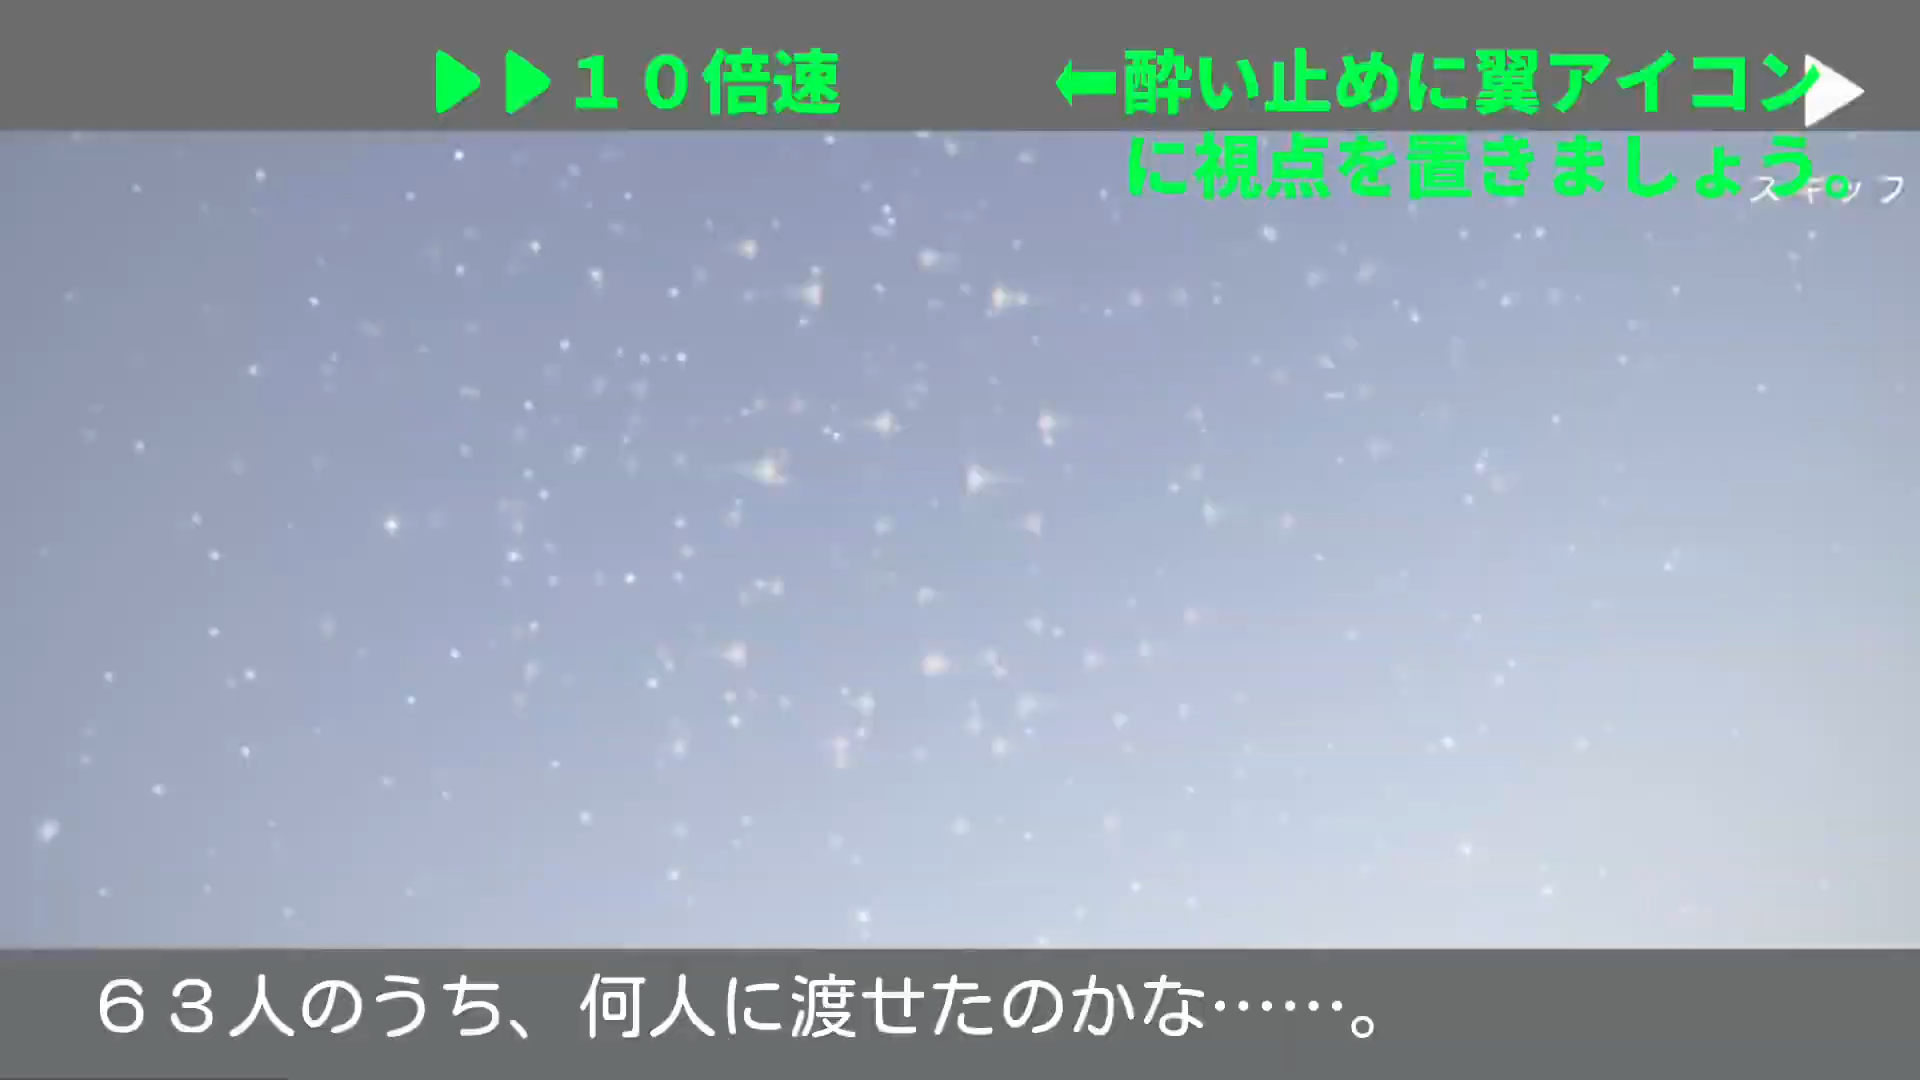 ▶▶１０倍速
←酔い止めに翼アイコン
に視点を置きましょう。
スキップ
６３人のうち、何人に渡せたのかな……。